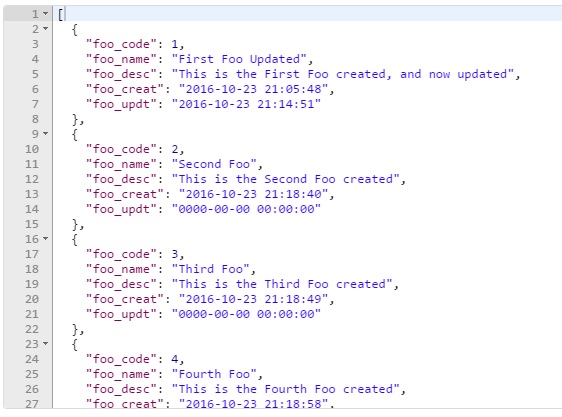 1 [
2 {
3 "foo_code": 1,
4 "foo_name": "First Foo Updated",
5 "foo_desc": "This is the First Foo created, and now updated",
6 "foo_creat": "2016-10-23 21:05:48",
7 "foo_updt": "2016-10-23 21:14:51"
8 },
9 {
10 "foo_code": 2,
11 "foo_name": "Second Foo",
12 "foo_desc": "This is the Second Foo created",
13 "foo_creat": "2016-10-23 21:18:40",
14 "foo_updt": "0000-00-00 00:00:00"
15 },
16 {
17 "foo_code": 3,
18 "foo_name": "Third Foo",
19 "foo_desc": "This is the Third Foo created",
20 "foo_creat": "2016-10-23 21:18:49",
21 "foo_updt": "0000-00-00 00:00:00"
22 },
23 {
24 "foo_code": 4,
25 "foo_name": "Fourth Foo",
26 "foo_desc": "This is the Fourth Foo created",
27 "foo_creat": "2016-10-23 21:18:58",